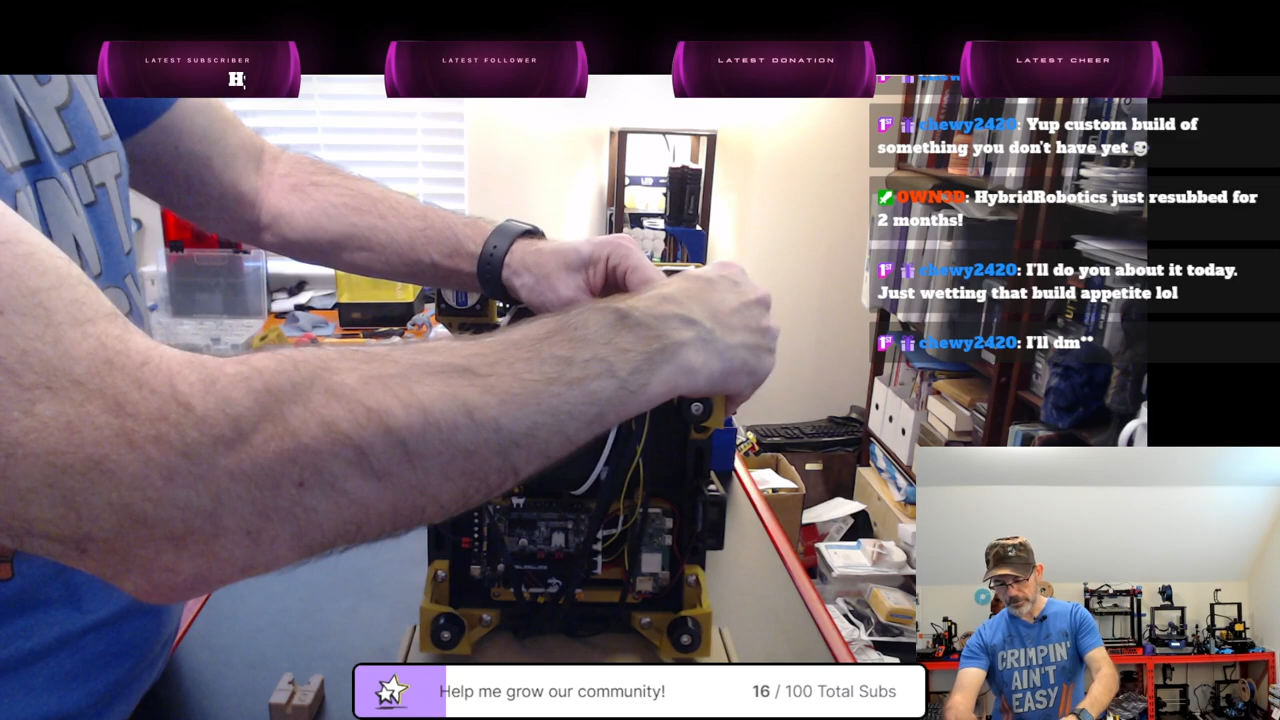 LATEST SUBSCRIBER
H
LATEST FOLLOWER
LATEST DONATION
LATEST CHEER
chewy2420: Yup custom build of
something you don't have yet
OWN3D: HybridRobotics just resubbed for
2 months!
chewy2420: I'll do you about it today.
Just wetting that build appetite lol
chewy2420: I'll dm**
CRIMPIN'
AIN'T
EASY
Help me grow our community!
16 / 100 Total Subs